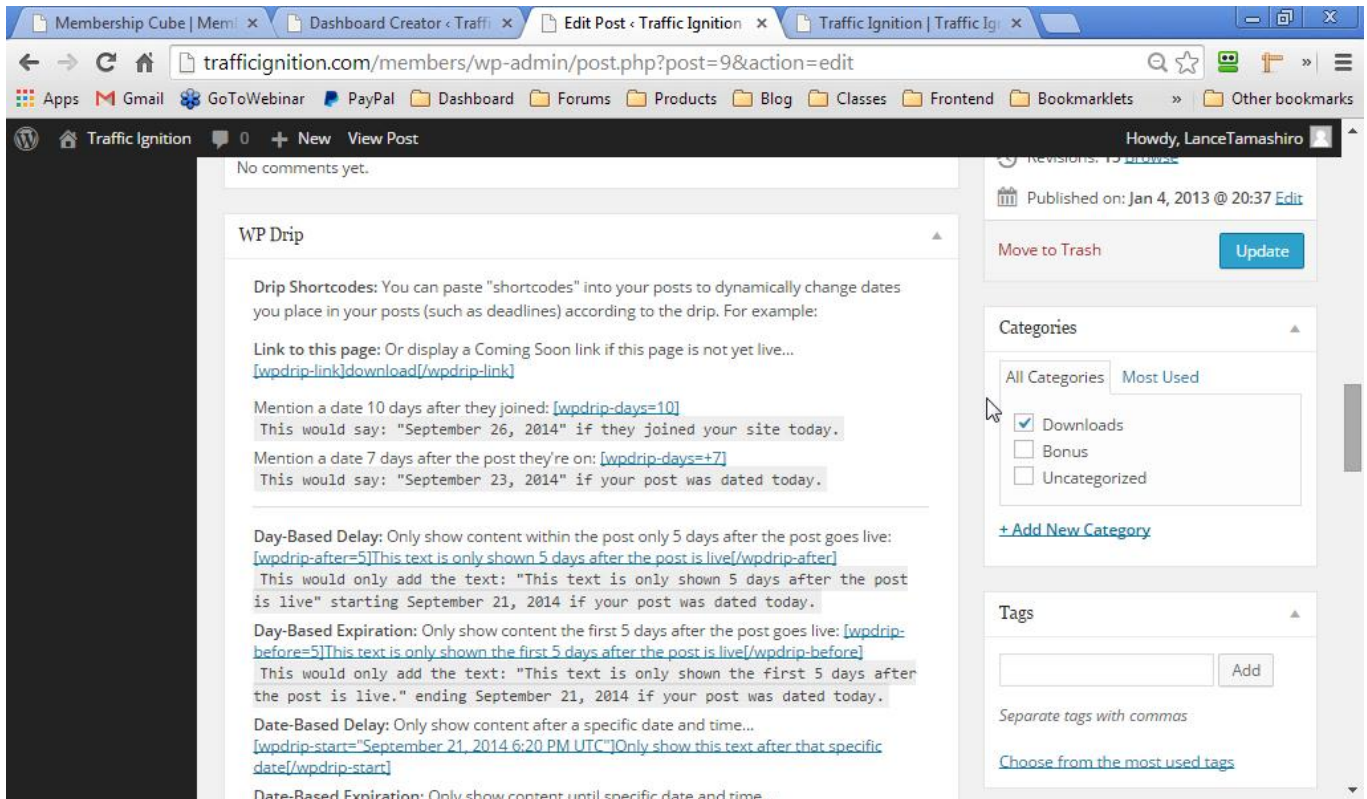 Membership Cube | Mem
Dashboard Creator ‹ Traffi
Edit Post ‹ Traffic Ignition
Traffic Ignition | Traffic Ig
trafficignition.com/members/wp-admin/post.php?post=9&action=edit
Apps Gmail GoToWebinar PayPal Dashboard Forums Products Blog Classes Frontend Bookmarklets » Other bookmarks
Traffic Ignition 0 + New View Post Howdy, LanceTamashiro
No comments yet.
WP Drip
Drip Shortcodes: You can paste "shortcodes" into your posts to dynamically change dates
you place in your posts (such as deadlines) according to the drip. For example:
Link to this page: Or display a Coming Soon link if this page is not yet live...
[wpdrip-link]download[/wpdrip-link]
Mention a date 10 days after they joined: [wpdrip-days=10]
This would say: "September 26, 2014" if they joined your site today.
Mention a date 7 days after the post they're on: [wpdrip-days=+7]
This would say: "September 23, 2014" if your post was dated today.
Day-Based Delay: Only show content within the post only 5 days after the post goes live:
[wpdrip-after=5]This text is only shown 5 days after the post is live[/wpdrip-after]
This would only add the text: "This text is only shown 5 days after the post
is live" starting September 21, 2014 if your post was dated today.
Day-Based Expiration: Only show content the first 5 days after the post goes live: [wpdrip-
before=5]This text is only shown the first 5 days after the post is live[/wpdrip-before]
This would only add the text: "This text is only shown the first 5 days after
the post is live." ending September 21, 2014 if your post was dated today.
Date-Based Delay: Only show content after a specific date and time...
[wpdrip-start="September 21, 2014 6:20 PM UTC"]Only show this text after that specific
date[/wpdrip-start]
Date-Based Expiration: Only show content until specific date and time
Revisions: 15 Browse
Published on: Jan 4, 2013 @ 20:37 Edit
Move to Trash Update
Categories
All Categories Most Used
Downloads
Bonus
Uncategorized
+ Add New Category
Tags
Add
Separate tags with commas
Choose from the most used tags